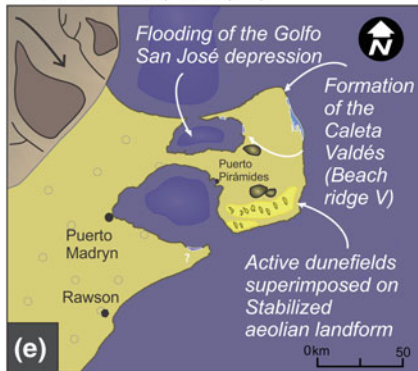 Flooding of the Golfo
San José depression
N
Formation
of the
Caleta
Valdés
(Beach
ridge V)
Puerto
Pirámides
Puerto
Madryn
?
Rawson
Active dunefields
superimposed on
Stabilized
aeolian landform
(e)
0km 50